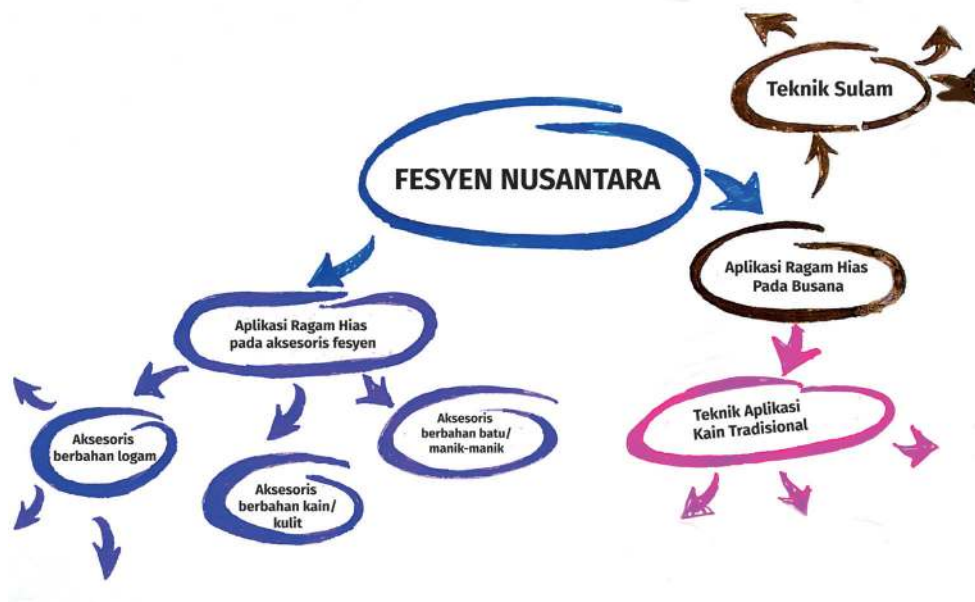 Teknik Sulam
FESYEN NUSANTARA
Aplikasi Ragam Hias
Pada Busana
Aplikasi Ragam Hias
pada aksesoris fesyen
Teknik Aplikasi
Kain Tradisional
Aksesoris
berbahan logam
Aksesoris
berbahan batu/
manik-manik
Aksesoris
berbahan kain/
kulit